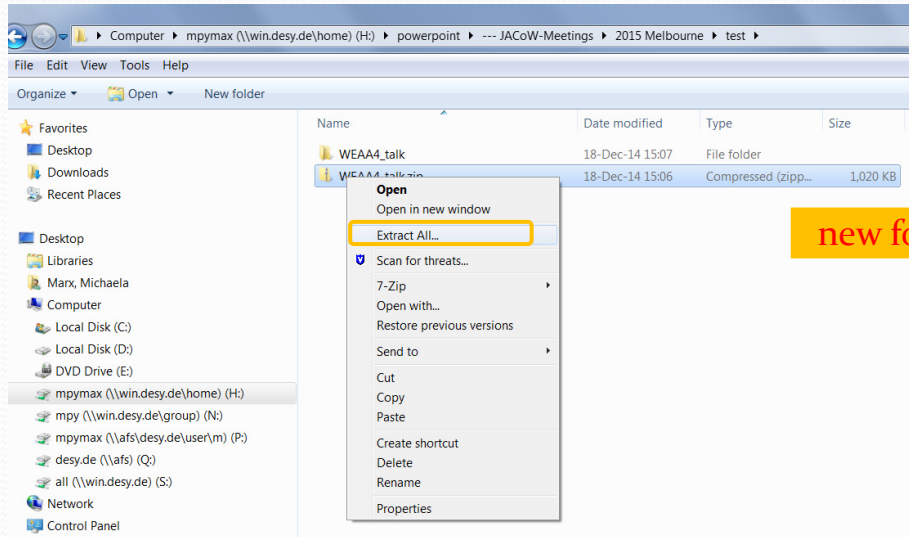 Computer mpymax (\\win.desy.de\home) (H:) powerpoint --- JACoW-Meetings 2015 Melbourne test
File Edit View Tools Help
Organize Open New folder
Favorites
Desktop
Downloads
Recent Places
Desktop
Libraries
Marx, Michaela
Computer
Local Disk (C:)
Local Disk (D:)
DVD Drive (E:)
mpymax (\\win.desy.de\home) (H:)
mpy (\\win.desy.de\group) (N:)
mpymax (\\afs\desy.de\user\m) (P:)
desy.de (\\afs) (Q:)
all (\\win.desy.de) (S:)
Network
Control Panel
Name Date modified Type Size
WEAA4_talk 18-Dec-14 15:07 File folder
WEAA4_talk.zip 18-Dec-14 15:06 Compressed (zipp... 1,020 KB
Open
Open in new window
Extract All...
Scan for threats...
7-Zip
Open with...
Restore previous versions
Send to
Cut
Copy
Paste
Create shortcut
Delete
Rename
Properties
new